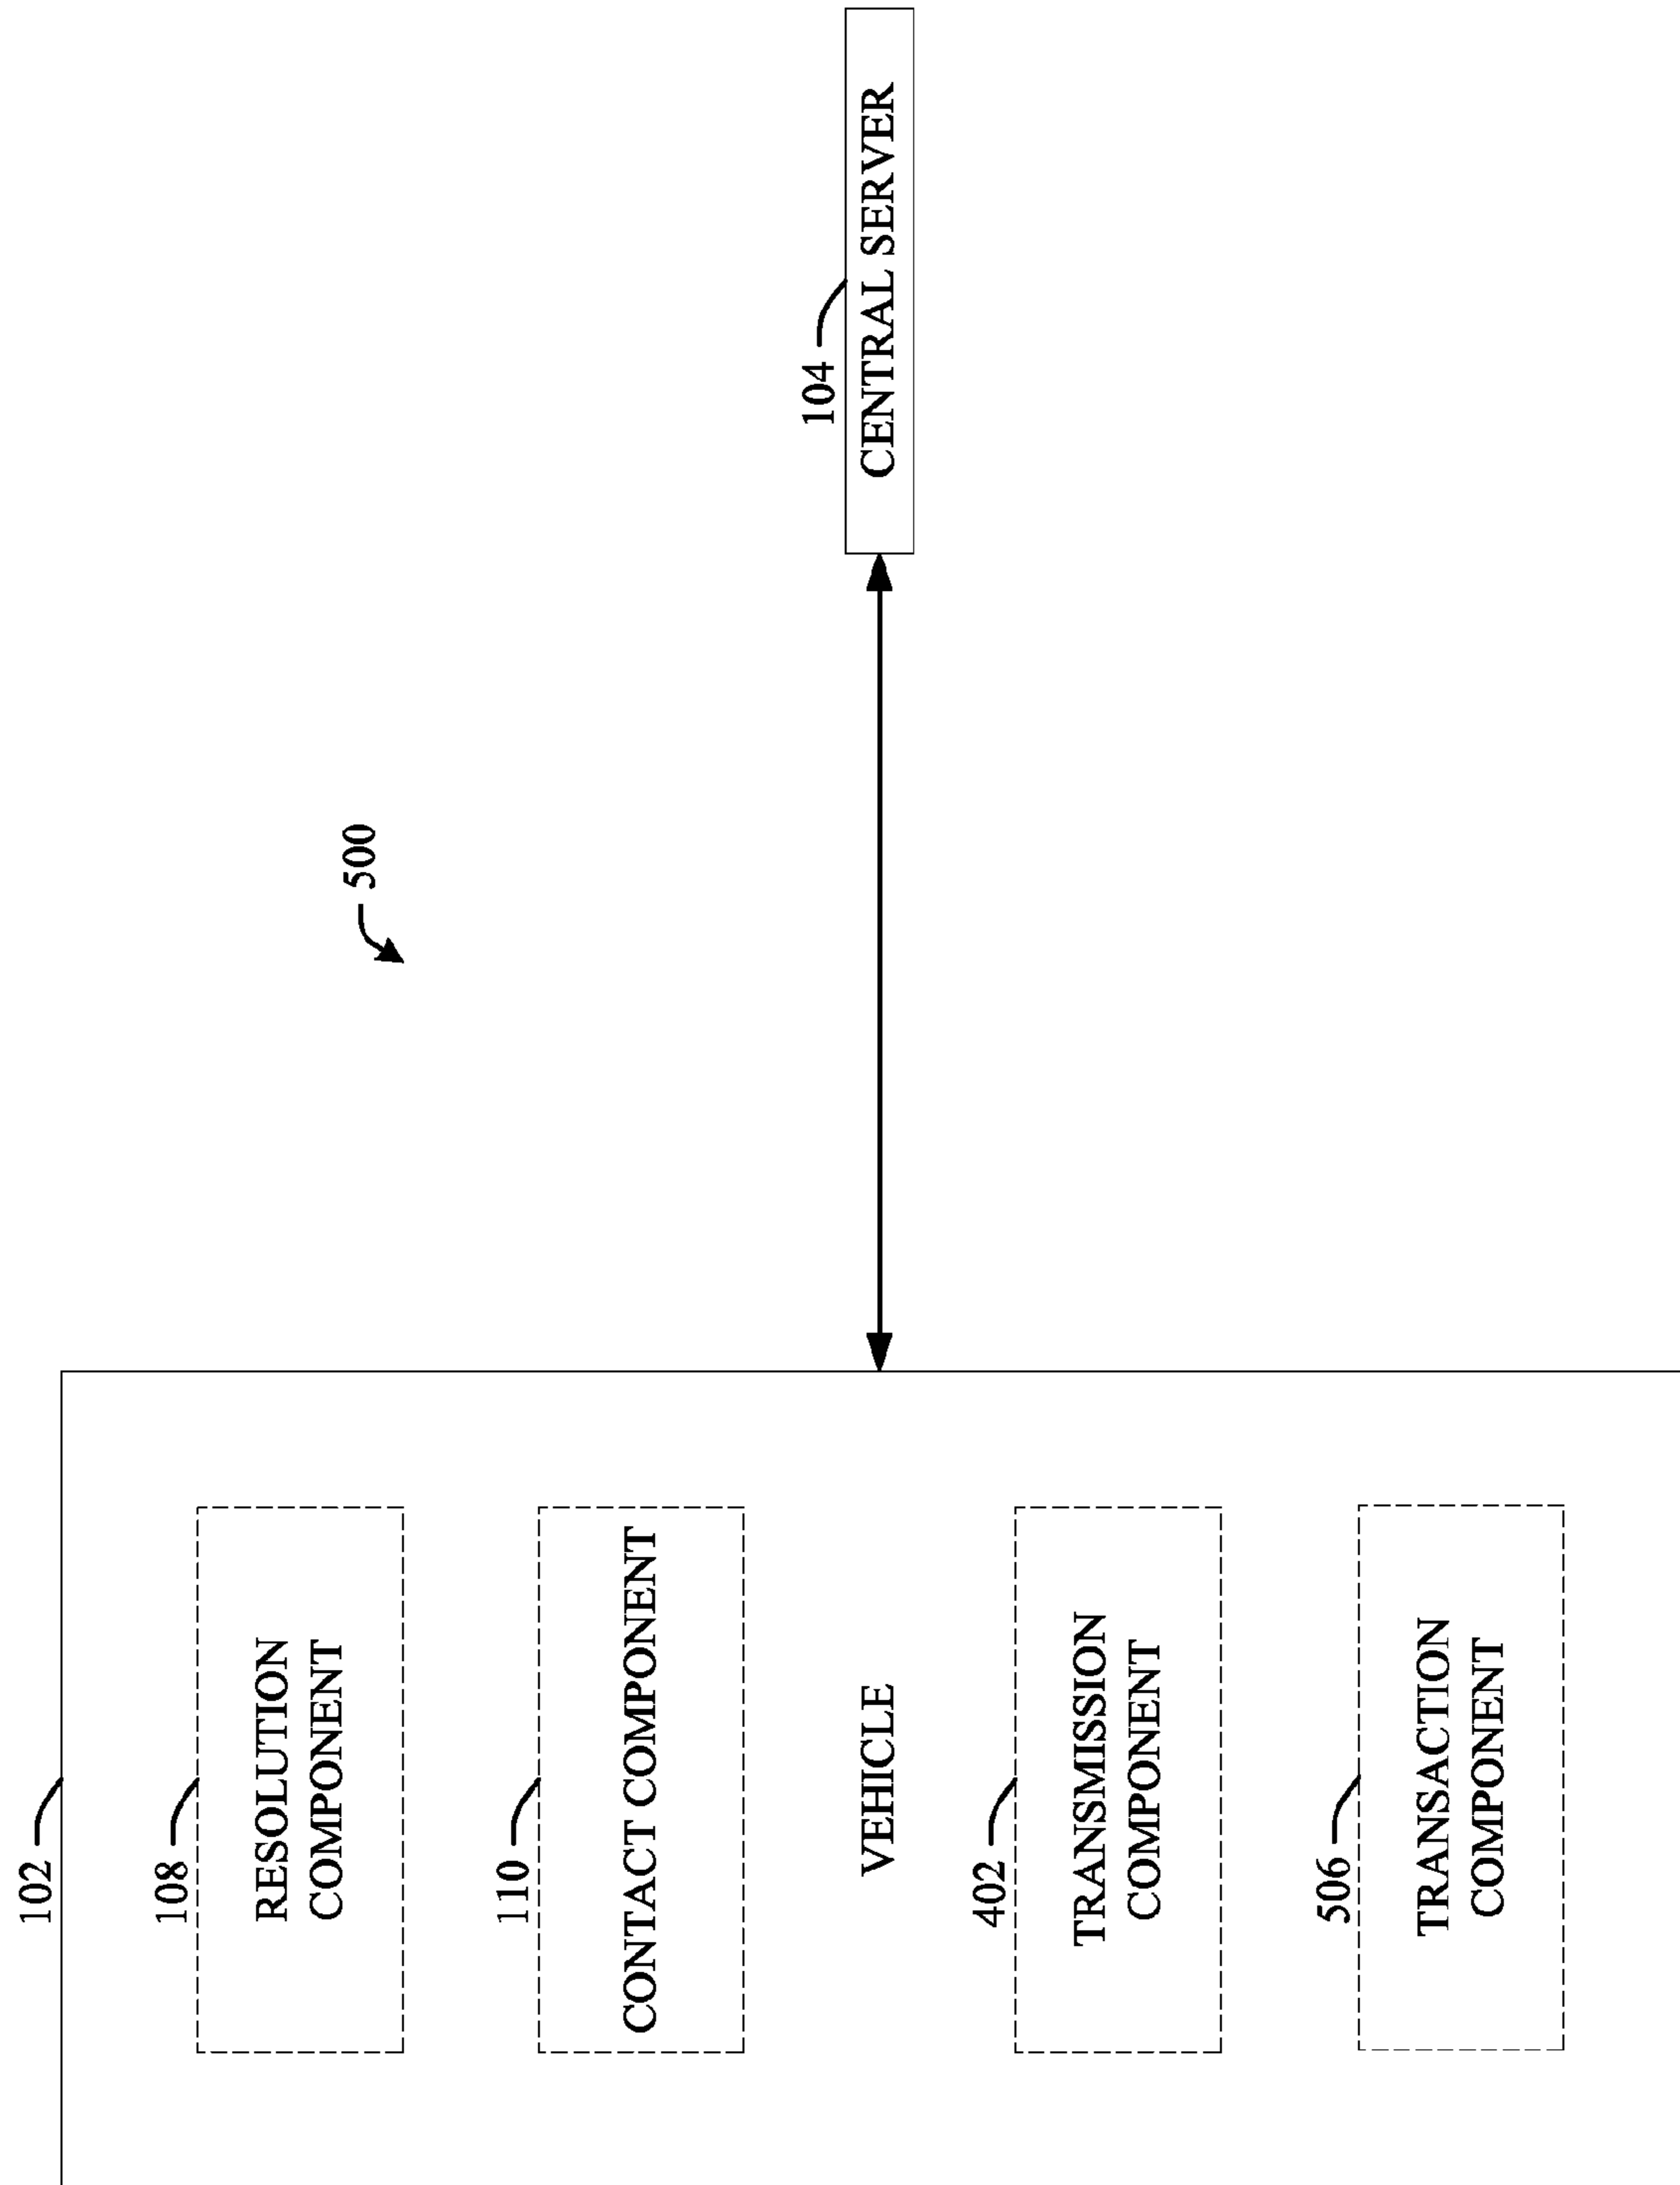 500
102
108
RESOLUTION
COMPONENT
110
CONTACT COMPONENT
VEHICLE
402
TRANSMISSION
COMPONENT
506
TRANSACTION
COMPONENT
104
CENTRAL SERVER